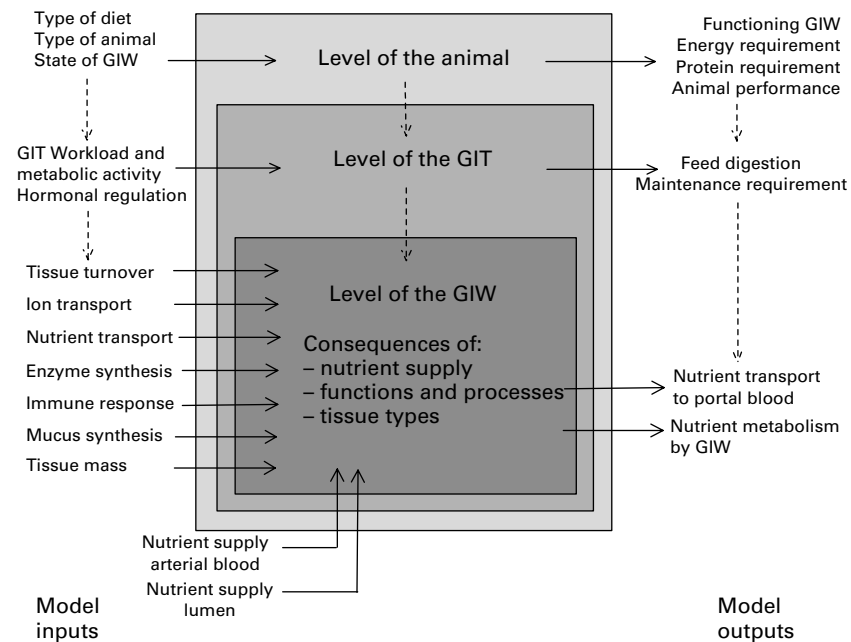 Type of diet
Type of animal
State of GIW
Level of the animal
Functioning GIW
Energy requirement
Protein requirement
Animal performance
GIT Workload and
metabolic activity
Hormonal regulation
Level of the GIT
Feed digestion
Maintenance requirement
Tissue turnover
Ion transport
Nutrient transport
Enzyme synthesis
Immune response
Mucus synthesis
Tissue mass
Level of the GIW
Consequences of:
– nutrient supply
– functions and processes
– tissue types
Nutrient transport
to portal blood
Nutrient metabolism
by GIW
Nutrient supply
arterial blood
Nutrient supply
lumen
Model
inputs
Model
outputs